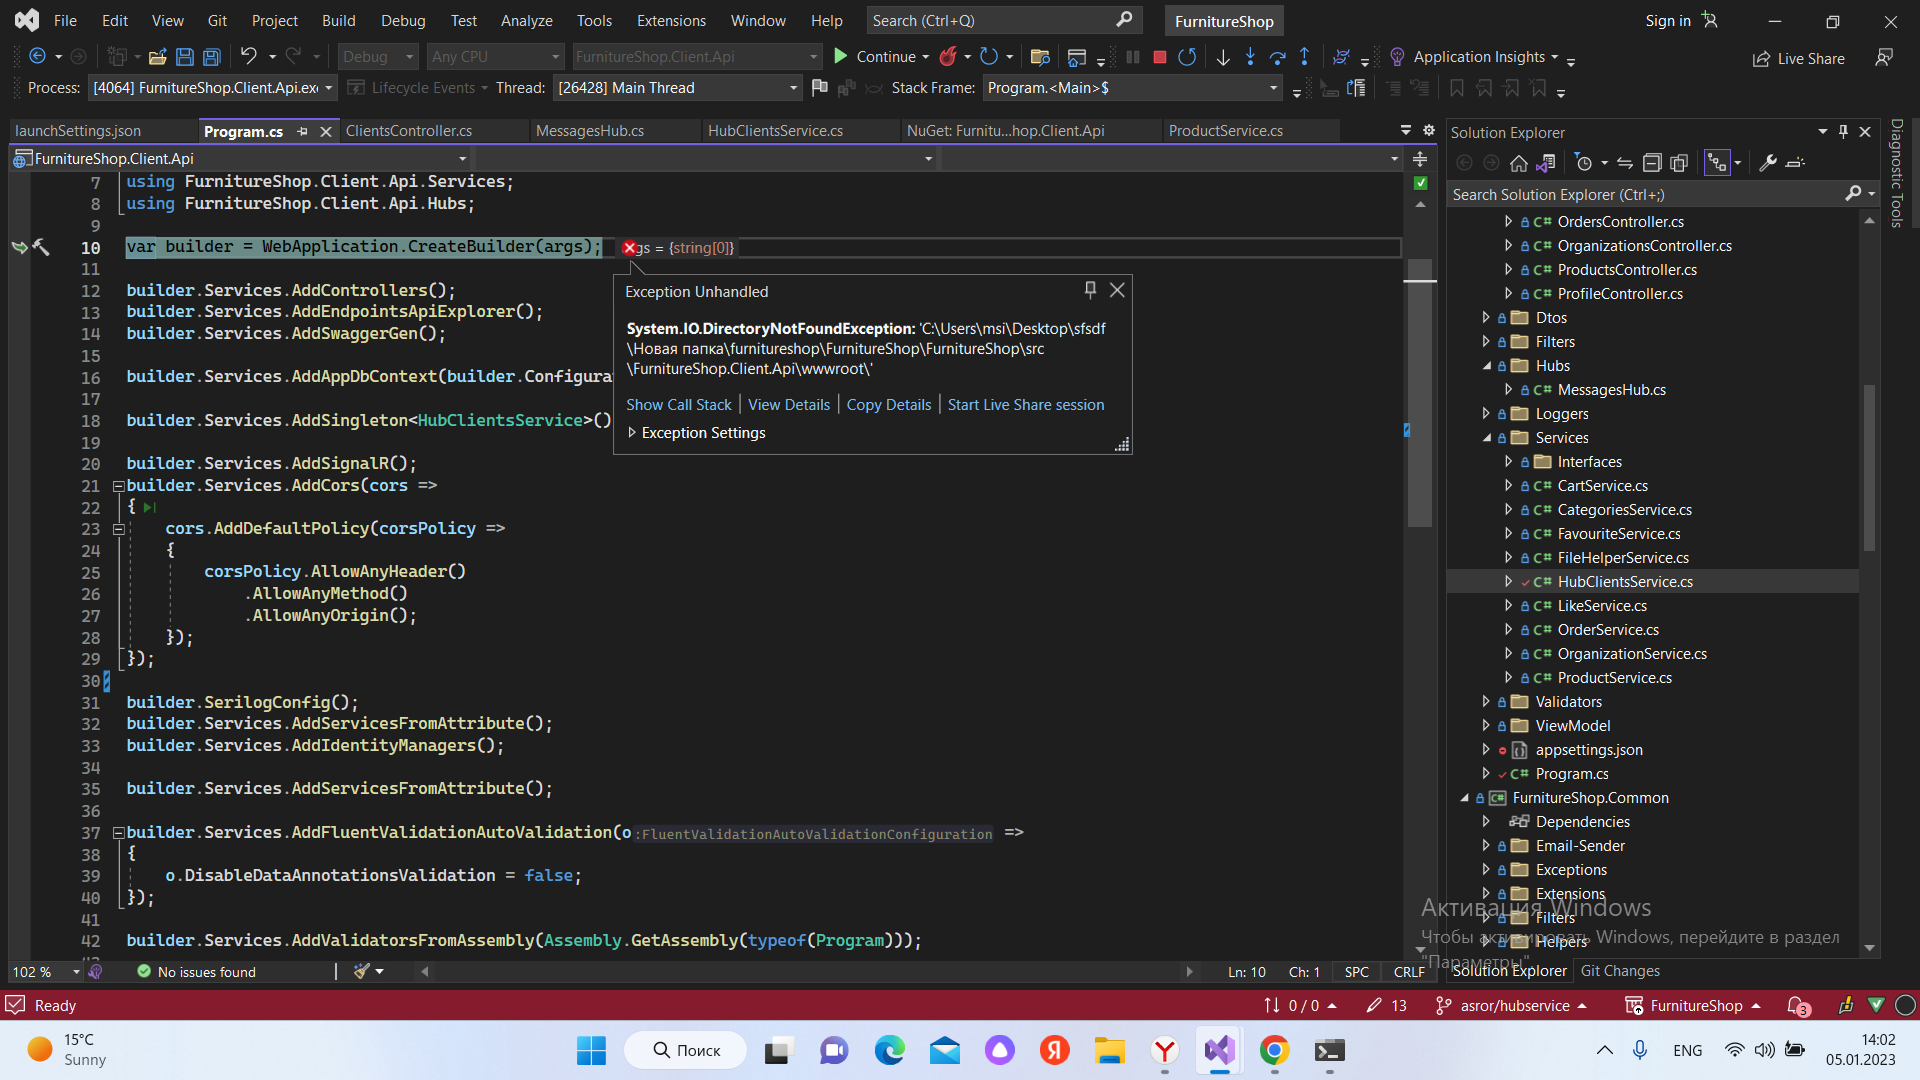 File Edit View Git Project Build Debug Test Analyze Tools Extensions Window Help Search (Ctrl+Q) FurnitureShop Sign in
Debug Any CPU FurnitureShop.Client.Api Continue Application Insights Live Share
Process: [4064] FurnitureShop.Client.Api.exe Lifecycle Events Thread: [26428] Main Thread Stack Frame: Program.<Main>$
launchSettings.json Program.cs ClientsController.cs MessagesHub.cs HubClientsService.cs NuGet: Furnitu...hop.Client.Api ProductService.cs
FurnitureShop.Client.Api
7 using FurnitureShop.Client.Api.Services;
8 using FurnitureShop.Client.Api.Hubs;
9
10 var builder = WebApplication.CreateBuilder(args); gs = {string[0]}
11
12 builder.Services.AddControllers();
13 builder.Services.AddEndpointsApiExplorer();
14 builder.Services.AddSwaggerGen();
15
16 builder.Services.AddAppDbContext(builder.Configura
17
18 builder.Services.AddSingleton<HubClientsService>()
19
20 builder.Services.AddSignalR();
21 builder.Services.AddCors(cors =>
22 {
23 cors.AddDefaultPolicy(corsPolicy =>
24 {
25 corsPolicy.AllowAnyHeader()
26 .AllowAnyMethod()
27 .AllowAnyOrigin();
28 });
29 });
30
31 builder.SerilogConfig();
32 builder.Services.AddServicesFromAttribute();
33 builder.Services.AddIdentityManagers();
34
35 builder.Services.AddServicesFromAttribute();
36
37 builder.Services.AddFluentValidationAutoValidation(o :FluentValidationAutoValidationConfiguration =>
38 {
39 o.DisableDataAnnotationsValidation = false;
40 });
41
42 builder.Services.AddValidatorsFromAssembly(Assembly.GetAssembly(typeof(Program)));
Exception Unhandled
System.IO.DirectoryNotFoundException: 'C:\Users\msi\Desktop\sfsdf
\Новая папка\furnitureshop\FurnitureShop\FurnitureShop\src
\FurnitureShop.Client.Api\wwwroot\'
Show Call Stack | View Details | Copy Details | Start Live Share session
Exception Settings
Solution Explorer
Search Solution Explorer (Ctrl+;)
C# OrdersController.cs
C# OrganizationsController.cs
C# ProductsController.cs
C# ProfileController.cs
Dtos
Filters
Hubs
C# MessagesHub.cs
Loggers
Services
Interfaces
C# CartService.cs
C# CategoriesService.cs
C# FavouriteService.cs
C# FileHelperService.cs
C# HubClientsService.cs
C# LikeService.cs
C# OrderService.cs
C# OrganizationService.cs
C# ProductService.cs
Validators
ViewModel
appsettings.json
C# Program.cs
C# FurnitureShop.Common
Dependencies
Email-Sender
Exceptions
Extensions
Filters
Helpers
Активация Windows
Чтобы активировать Windows, перейдите в раздел
"Параметры"
Solution Explorer Git Changes
Diagnostic Tools
102 % No issues found Ln: 10 Ch: 1 SPC CRLF
Ready 0 / 0 13 asror/hubservice FurnitureShop 3
15°C
Sunny
Поиск
Я
ENG
14:02
05.01.2023